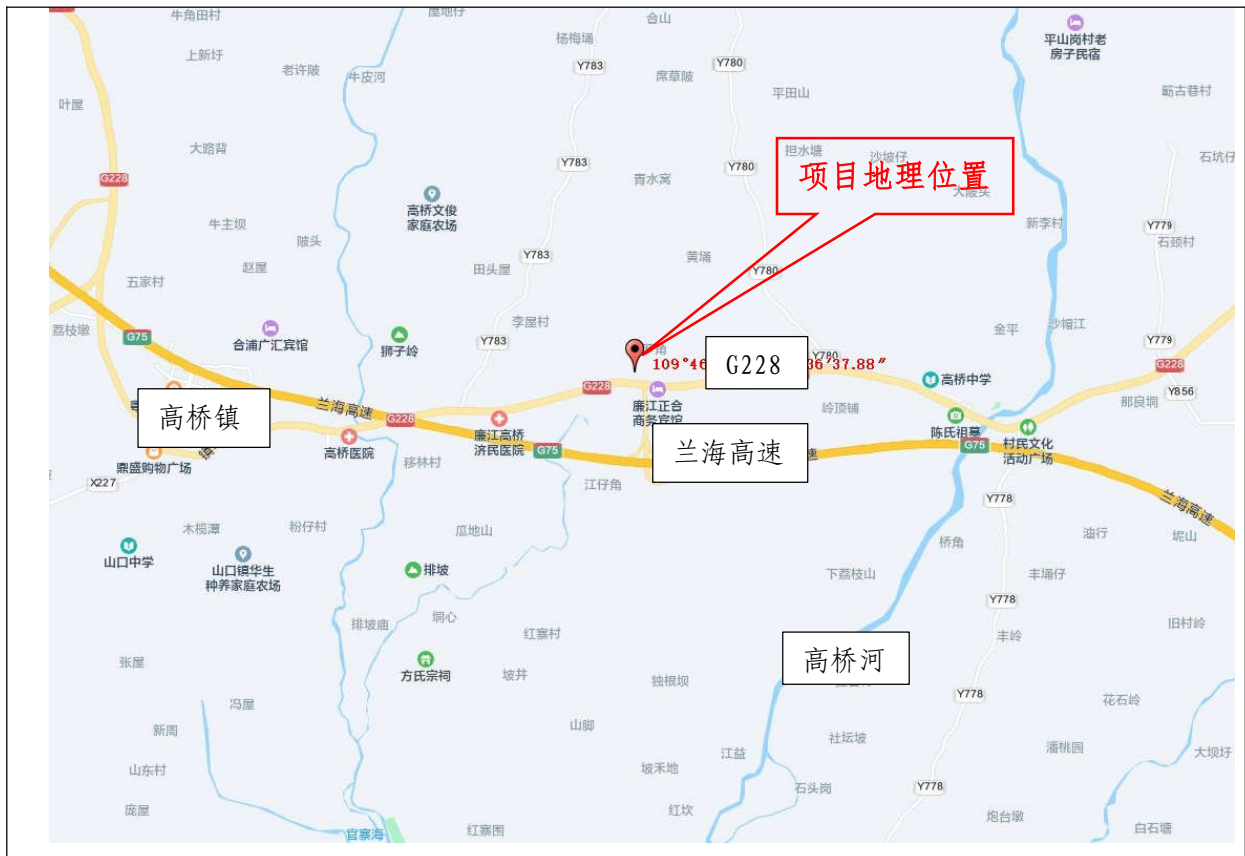 牛角田村
屋地仔
合山
平山岗村老
房子民宿
上新圩
杨梅埇
Y783
Y780
老许陂
牛皮河
席草陂
平田山
簕古巷村
叶屋
大路背
担水塘
沙坡仔
石坑仔
Y783
Y780
G228
青水窝
项目地理位置
大陂头
高桥文俊
家庭农场
牛主坝
陂头
新李村
Y779
石颈村
Y783
田头屋
黄埇
Y780
赵屋
五家村
荔枝墩
G75
合浦广汇宾馆
狮子岭
李屋村
Y783
金平
沙帽江
Y779
109°46
36′37.88″
G228
Y780
G228
高桥中学
Y856
那良垌
G228
高桥镇
兰海高速
G228
廉江正合
商务宾馆
岭顶铺
陈氏祖墓
G75
村民文化
活动广场
高桥医院
廉江高桥
济民医院
G75
兰海高速
速
鼎盛购物广场
移林村
江仔角
X227
Y778
兰海高速
木榄潭
粉仔村
瓜地山
油行
坭山
桥角
山口中学
山口镇华生
种养家庭农场
排坡
下荔枝山
丰埇仔
Y778
排坡庙
垌心
红寨村
丰岭
旧村岭
高桥河
张屋
方氏宗祠
坡井
独根坝
Y778
花石岭
冯屋
新周
山脚
江益
社坛坡
潘桃园
大坝圩
山东村
坡禾地
石头岗
Y778
庞屋
官寨海
红寨围
红坎
炮台墩
白石塘